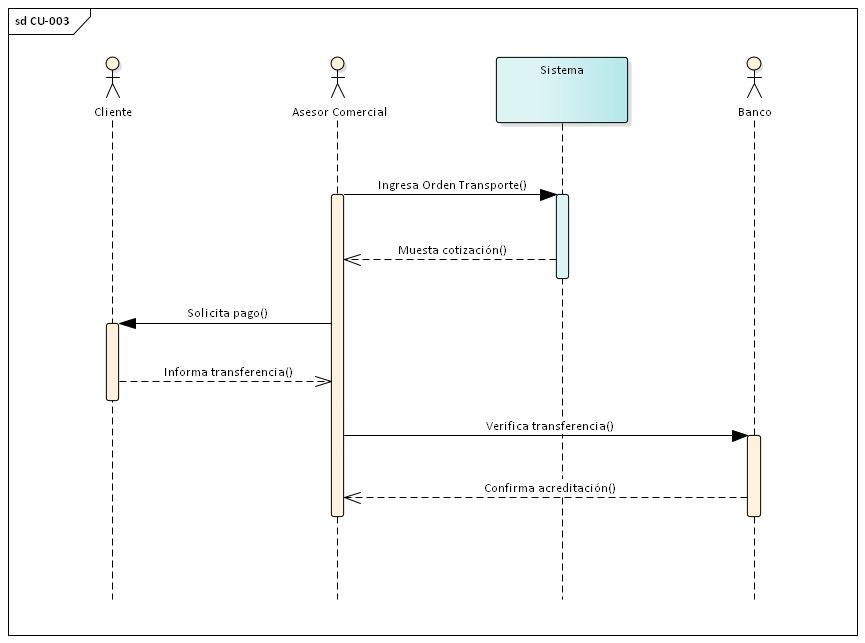 sd CU-003
Cliente
Asesor Comercial
Sistema
Banco
Ingresa Orden Transporte()
Muesta cotización()
Solicita pago()
Informa transferencia()
Verifica transferencia()
Confirma acreditación()